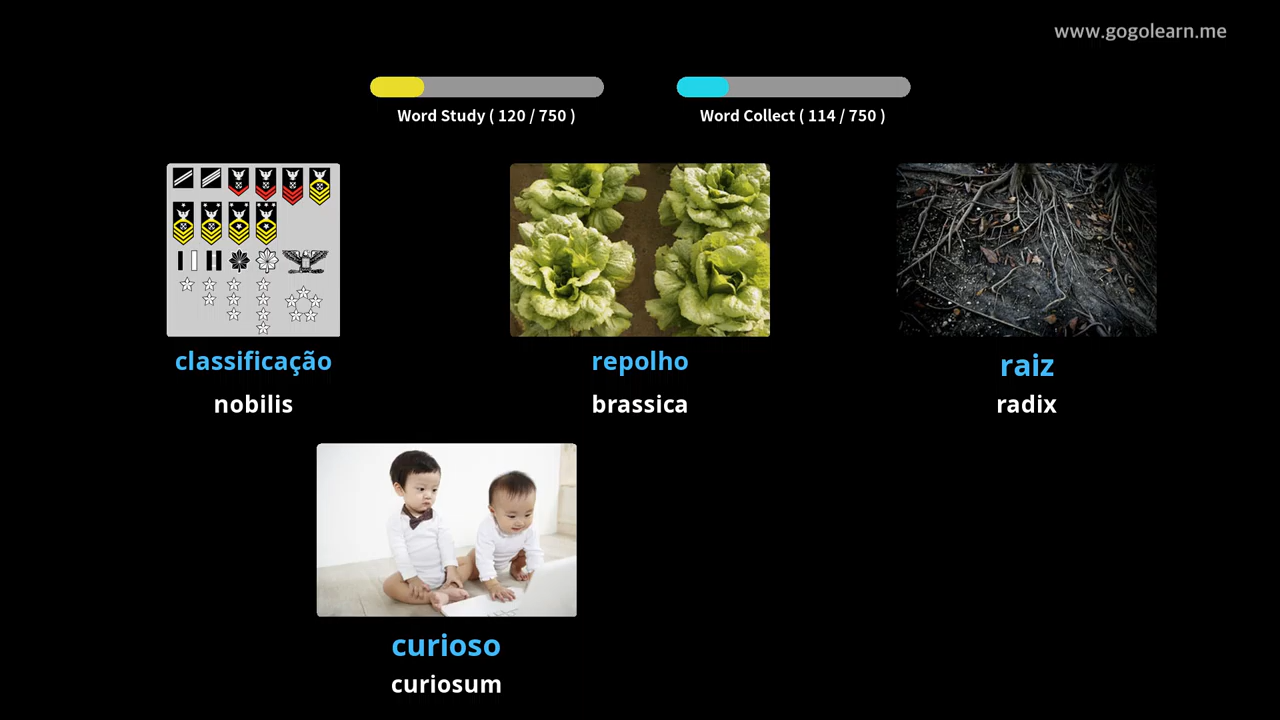 www.gogolearn.me
Word Study ( 120 / 750 )
Word Collect ( 114 / 750 )
classificação
nobilis
repolho
brassica
raiz
radix
curioso
curiosum